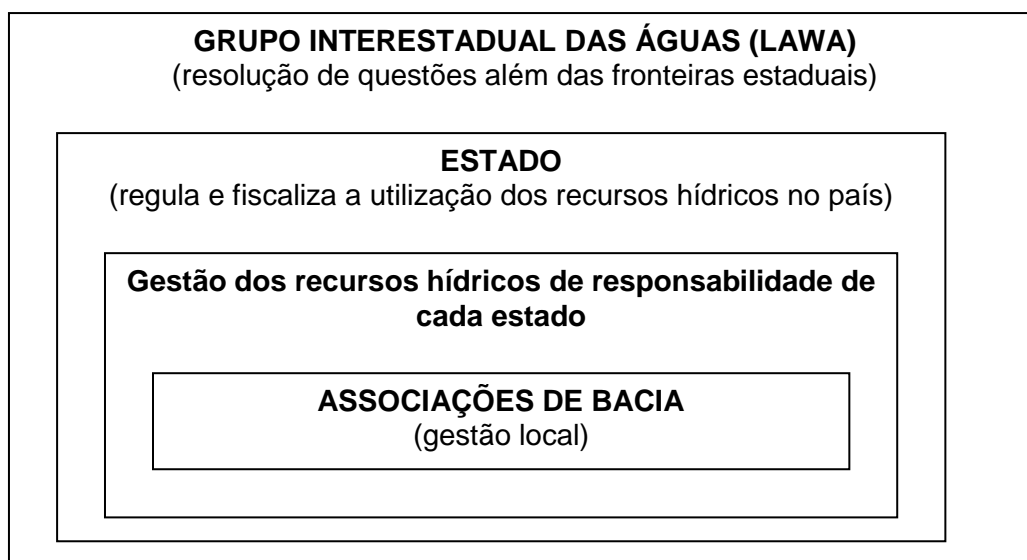 GRUPO INTERESTADUAL DAS ÁGUAS (LAWA)
(resolução de questões além das fronteiras estaduais)
ESTADO
(regula e fiscaliza a utilização dos recursos hídricos no país)
Gestão dos recursos hídricos de responsabilidade de
cada estado
ASSOCIAÇÕES DE BACIA
(gestão local)